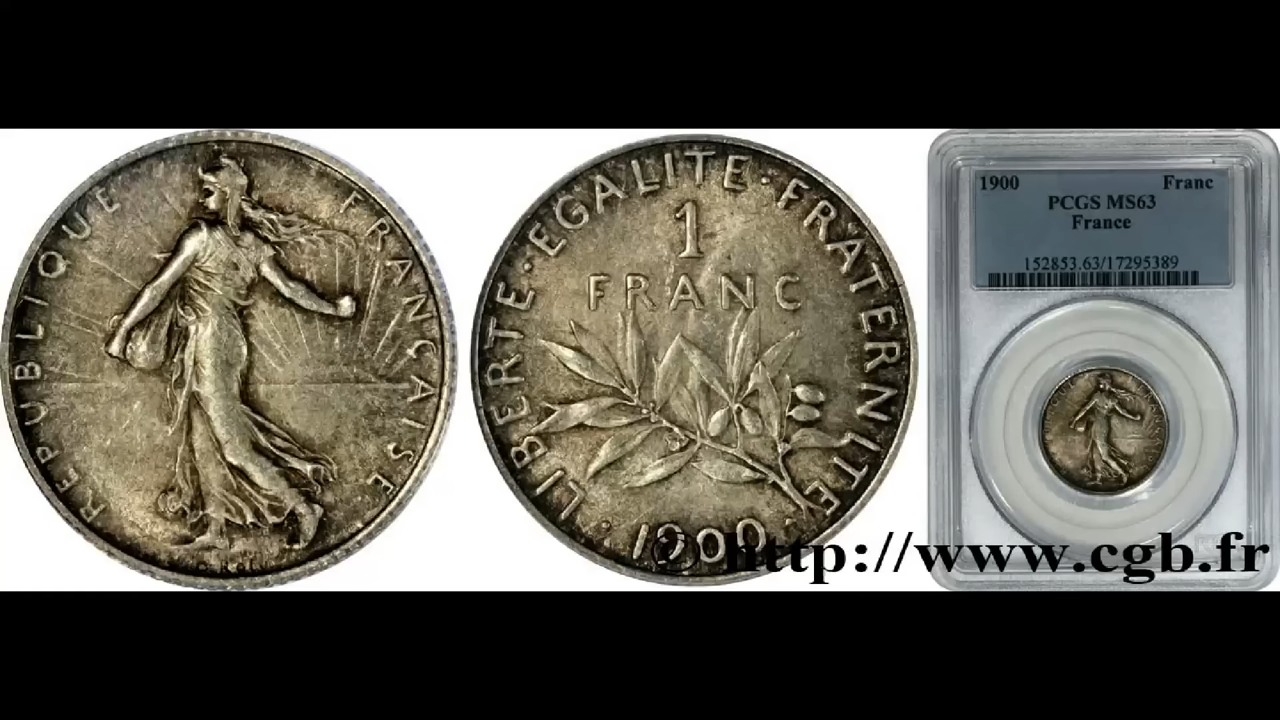 REPUBLIQUE FRANÇAISE
LIBERTE·EGALITE·FRATERNITE
1
FRANC
·1900·
1900 Franc
PCGS MS63
France
152853.63/17295389
© http://www.cgb.fr